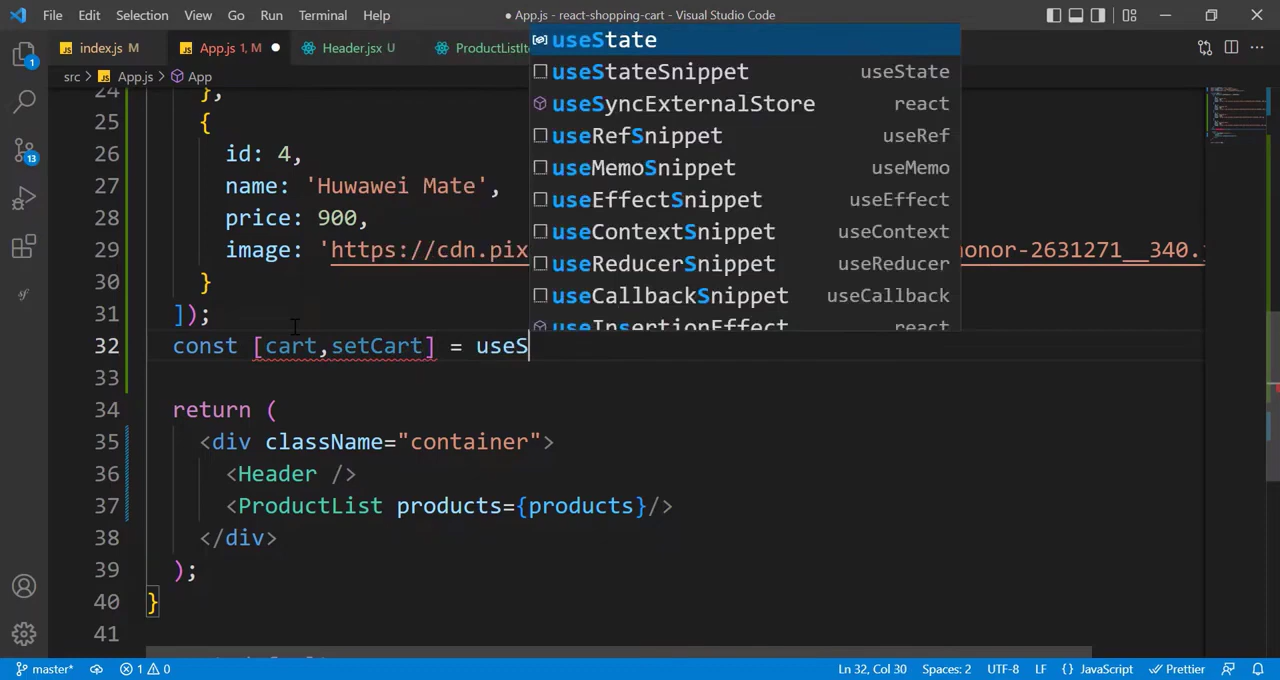 File Edit Selection View Go Run Terminal Help
● App.js - react-shopping-cart - Visual Studio Code
index.js M
App.js 1, M ●
Header.jsx U
src > App.js > App
24 },
25 {
26 id: 4,
27 name: 'Huwawei Mate',
28 price: 900,
29 image: 'https://cdn.pix
honor-2631271__340.
30 }
31 ]);
32 const [cart,setCart] = useS
33
34 return (
35 <div className="container">
36 <Header />
37 <ProductList products={products}/>
38 </div>
39 );
40 }
41
useState
useStateSnippet useState
useSyncExternalStore react
useRefSnippet useRef
useMemoSnippet useMemo
useEffectSnippet useEffect
useContextSnippet useContext
useReducerSnippet useReducer
useCallbackSnippet useCallback
useInsertionEffect react
1
13
master* 1 0
Ln 32, Col 30 Spaces: 2 UTF-8 LF {} JavaScript Prettier